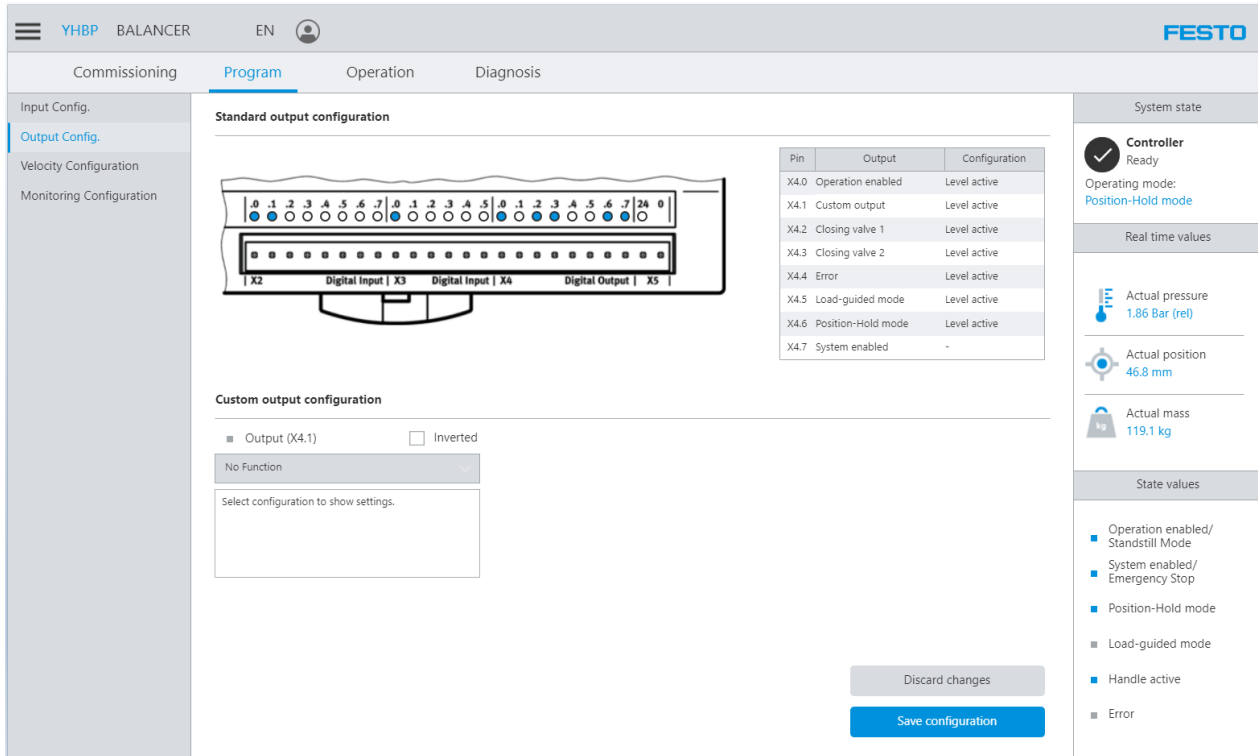 YHBP BALANCER EN FESTO
Commissioning Program Operation Diagnosis
Input Config.
Output Config.
Velocity Configuration
Monitoring Configuration
Standard output configuration
.0 .1 .2 .3 .4 .5 .6 .7 .0 .1 .2 .3 .4 .5 .0 .1 .2 .3 .4 .5 .6 .7 24 0
X2 Digital Input | X3 Digital Input | X4 Digital Output | X5
Pin Output Configuration
X4.0 Operation enabled Level active
X4.1 Custom output Level active
X4.2 Closing valve 1 Level active
X4.3 Closing valve 2 Level active
X4.4 Error Level active
X4.5 Load-guided mode Level active
X4.6 Position-Hold mode Level active
X4.7 System enabled -
Custom output configuration
Output (X4.1) Inverted
No Function
Select configuration to show settings.
Discard changes
Save configuration
System state
Controller
Ready
Operating mode:
Position-Hold mode
Real time values
Actual pressure
1.86 Bar (rel)
Actual position
46.8 mm
kg
Actual mass
119.1 kg
State values
Operation enabled/
Standstill Mode
System enabled/
Emergency Stop
Position-Hold mode
Load-guided mode
Handle active
Error